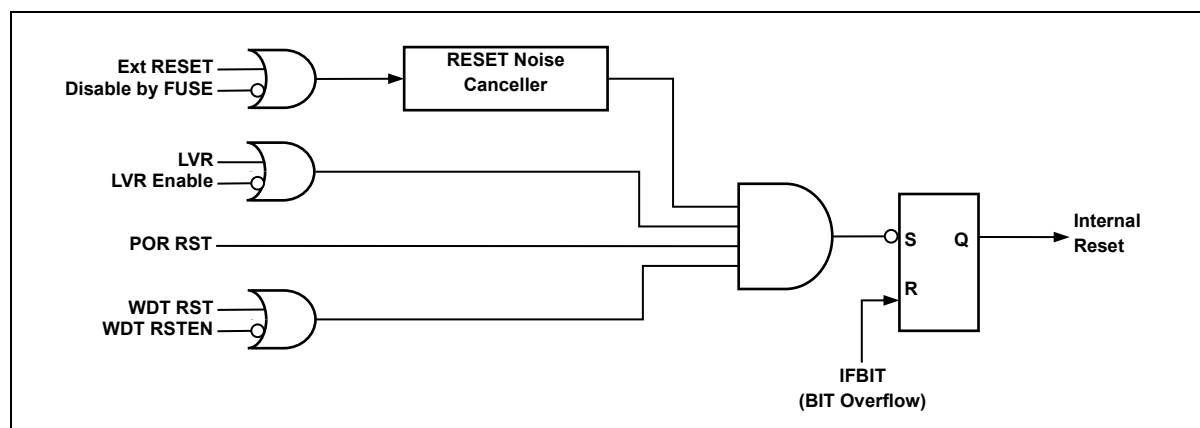 Ext RESET
Disable by FUSE
RESET Noise
Canceller
LVR
LVR Enable
POR RST
WDT RST
WDT RSTEN
S
Q
R
Internal
Reset
IFBIT
(BIT Overflow)